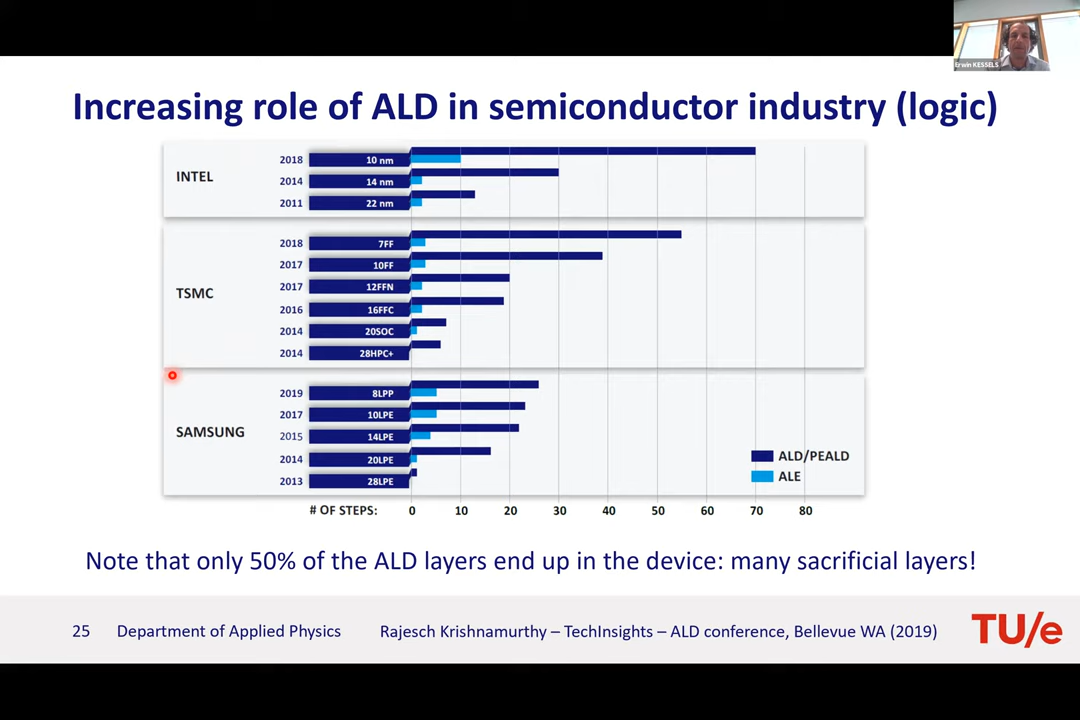 Erwin KESSELS
Increasing role of ALD in semiconductor industry (logic)
INTEL
2018 10 nm
2014 14 nm
2011 22 nm
TSMC
2018 7FF
2017 10FF
2017 12FFN
2016 16FFC
2014 20SOC
2014 28HPC+
SAMSUNG
2019 8LPP
2017 10LPE
2015 14LPE
2014 20LPE
2013 28LPE
ALD/PEALD
ALE
# OF STEPS: 0 10 20 30 40 50 60 70 80
Note that only 50% of the ALD layers end up in the device: many sacrificial layers!
25 Department of Applied Physics Rajesch Krishnamurthy – TechInsights – ALD conference, Bellevue WA (2019)
TU/e